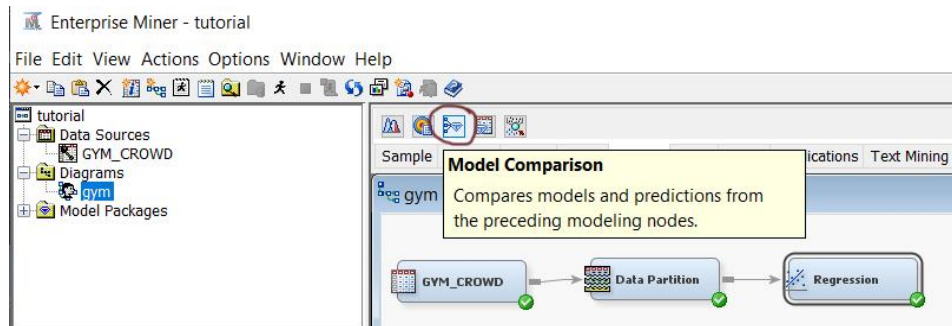 Enterprise Miner - tutorial
File Edit View Actions Options Window Help
tutorial
Data Sources
GYM_CROWD
Diagrams
gym
Model Packages
Sample
Text Mining
Model Comparison
Compares models and predictions from
the preceding modeling nodes.
gym
GYM_CROWD
Data Partition
Regression